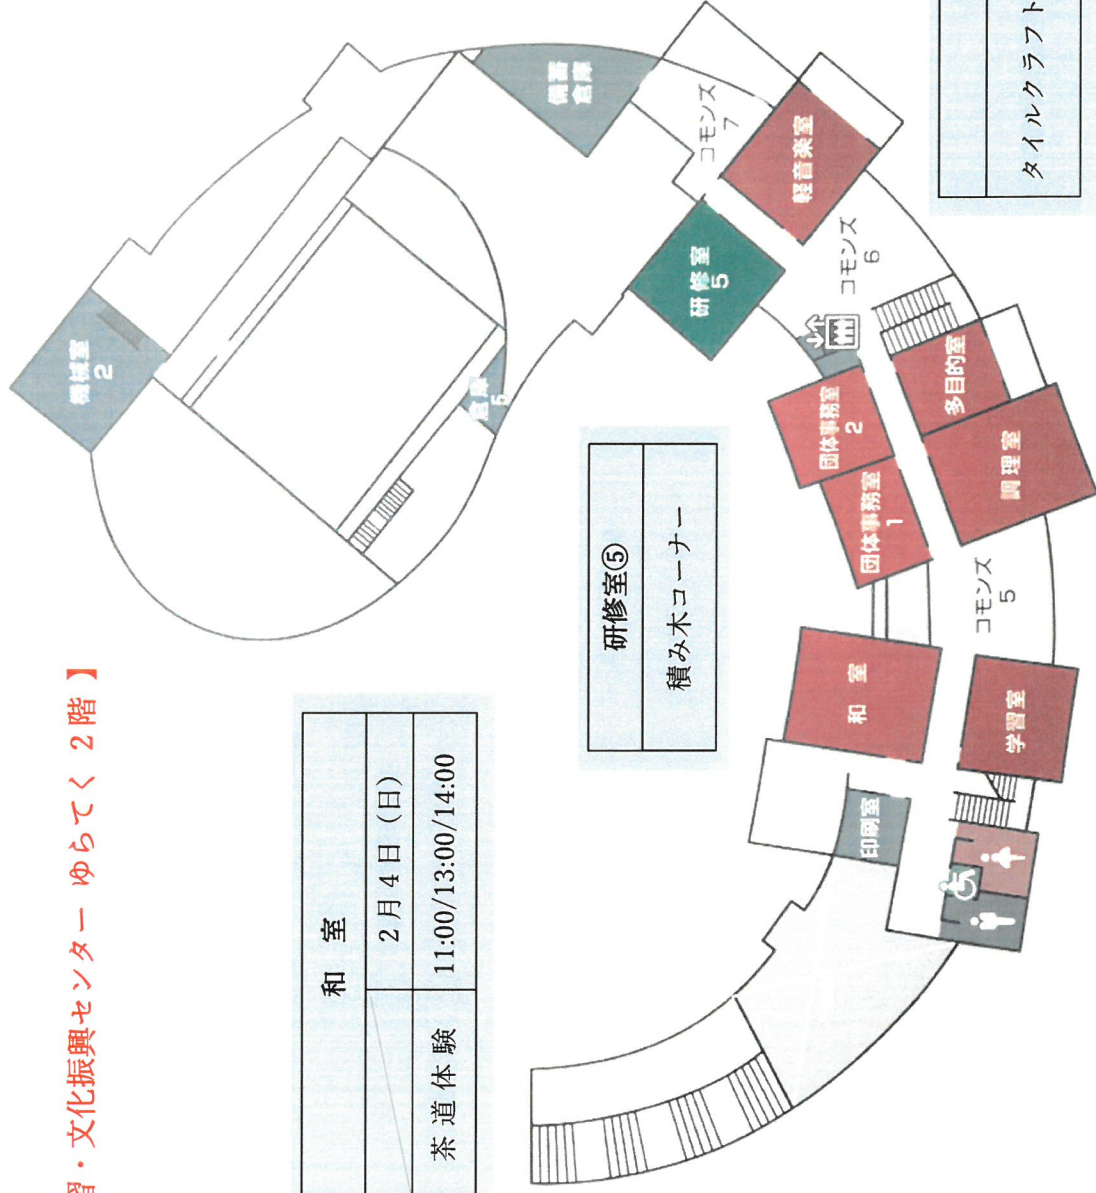 習・文化振興センター ゆらてく 2階 】
和 室
2月4日（日）
茶 道 体 験
11:00/13:00/14:00
研修室⑤
積み木コーナー
タイルクラフト
機械室
2
備蓄
倉庫
倉庫
5
コモンズ
7
軽音楽室
研修室
5
コモンズ
6
団体事務室
2
多目的室
団体事務室
1
調理室
コモンズ
5
和 室
学習室
印刷室